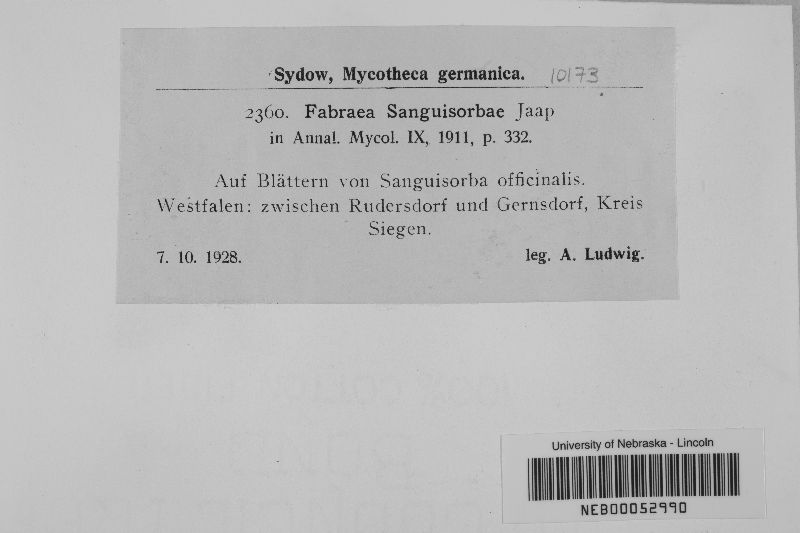 Sydow, Mycotheca germanica. 10173
2360. Fabraea Sanguisorbae Jaap
in Annal. Mycol. IX, 1911, p. 332.
Auf Blättern von Sanguisorba officinalis.
Westfalen: zwischen Rudersdorf und Gernsdorf, Kreis
Siegen.
7. 10. 1928. leg. A. Ludwig.
University of Nebraska - Lincoln
NEB00052990